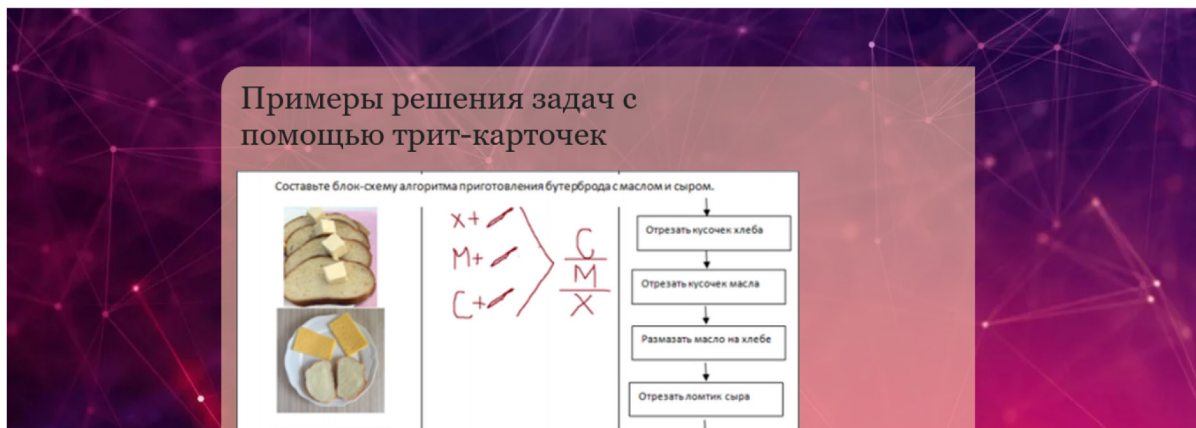 Примеры решения задач с
помощью трит-карточек
Составьте блок-схему алгоритма приготовления бутерброда с маслом и сыром.
Х+
М+
С+
С
М
Х
Отрезать кусочек хлеба
Отрезать кусочек масла
Размазать масло на хлебе
Отрезать ломтик сыра